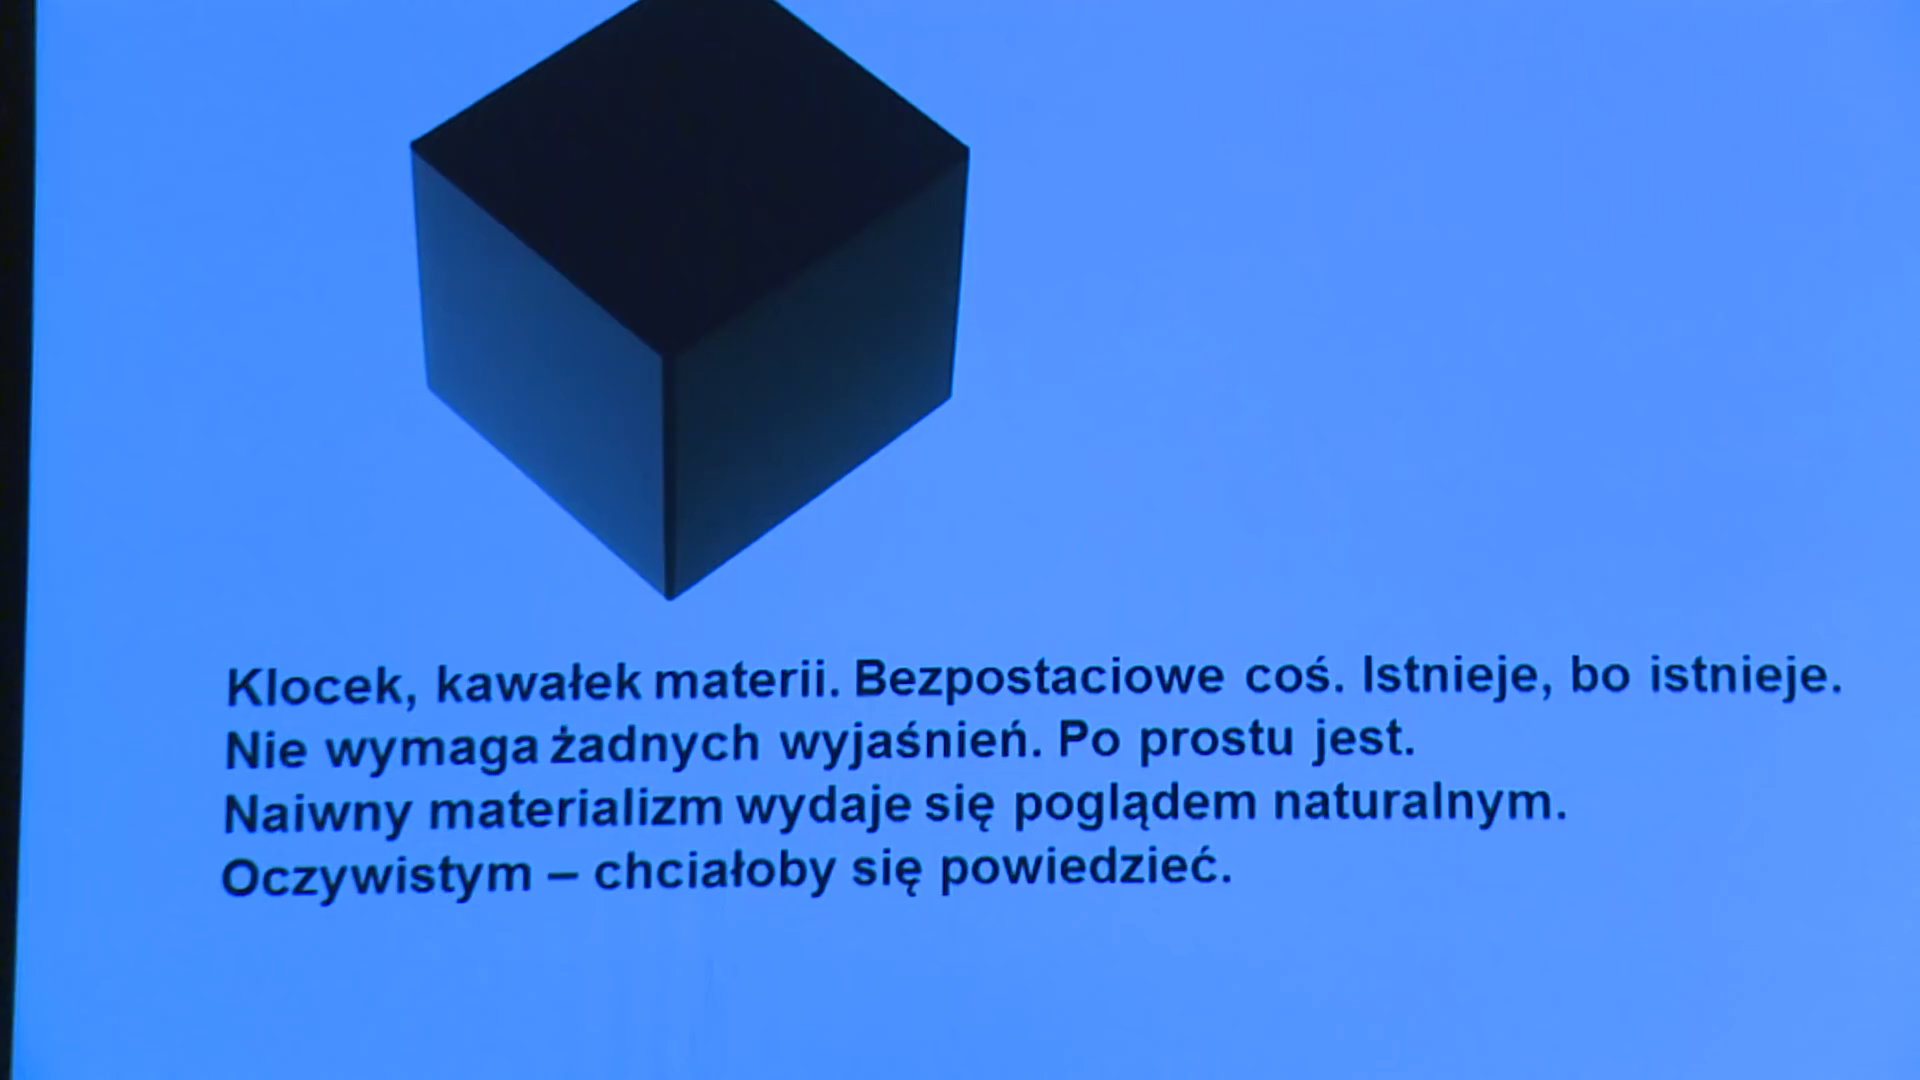 Klocek, kawałek materii. Bezpostaciowe coś. Istnieje, bo istnieje.
Nie wymaga żadnych wyjaśnień. Po prostu jest.
Naiwny materializm wydaje się poglądem naturalnym.
Oczywistym – chciałoby się powiedzieć.